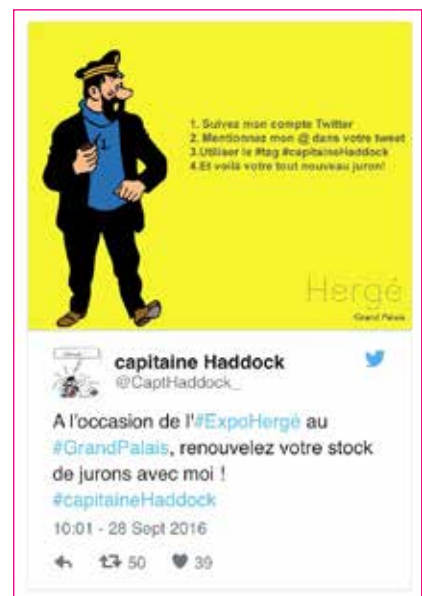 1. Suivez mon compte Twitter
2. Mentionnez mon @ dans votre tweet
3.Utiliser le #tag #capitaineHaddock
4.Et voilà votre tout nouveau juron!
Hergé
Grand Palais
capitaine Haddock
@CaptHaddock_
A l'occasion de l'#ExpoHergé au
#GrandPalais, renouvelez votre stock
de jurons avec moi !
#capitaineHaddock
10:01 - 28 Sept 2016
50 39